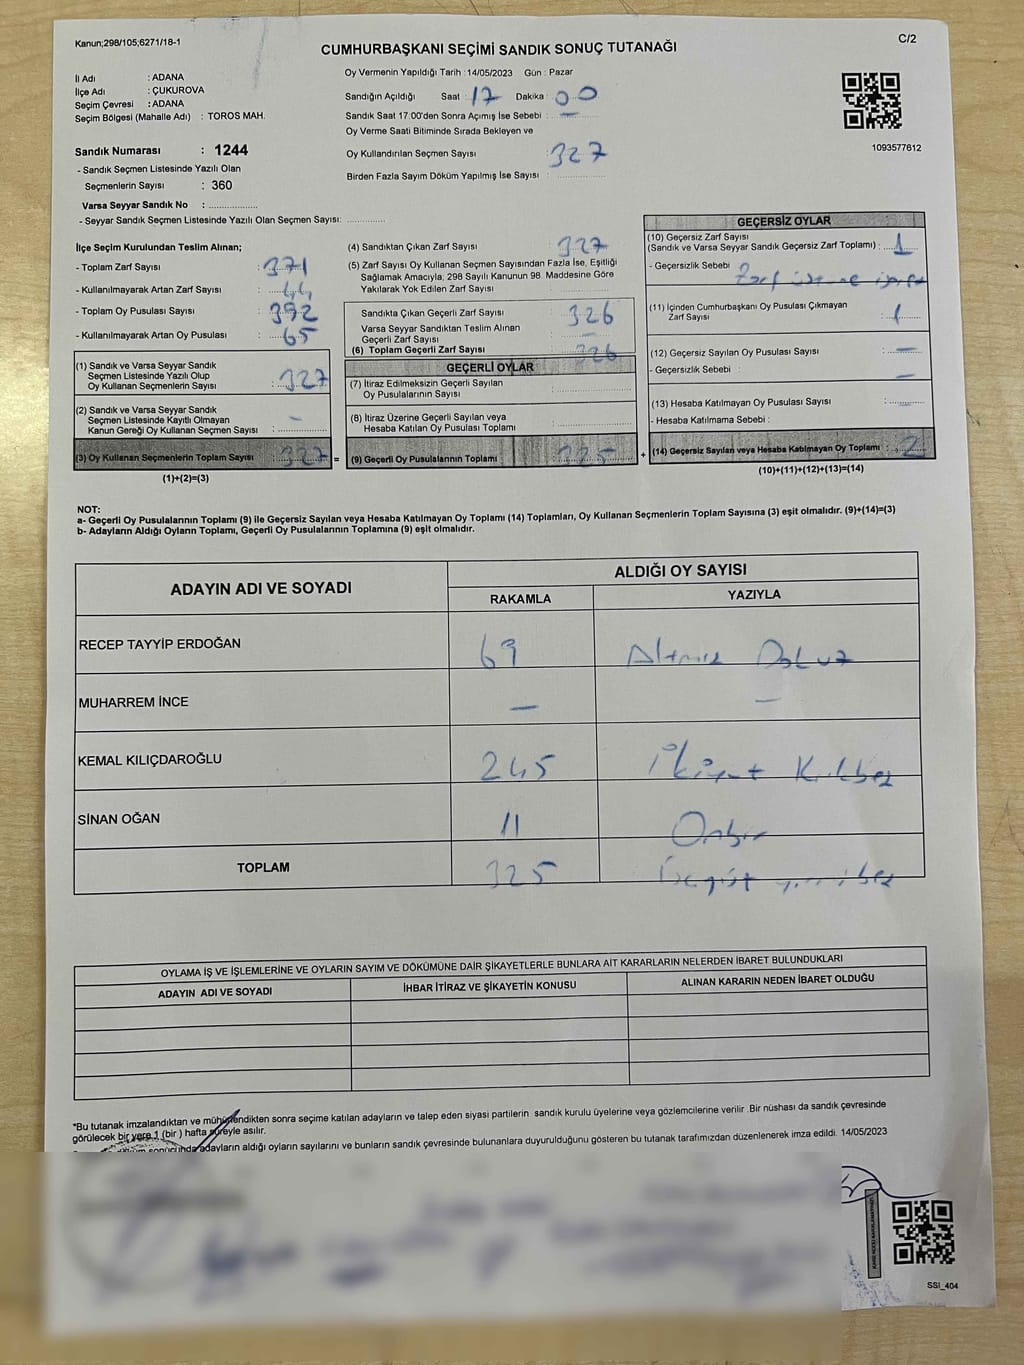 Kanun;298/105;6271/18-1
CUMHURBAŞKANI SEÇİMİ SANDIK SONUÇ TUTANAĞI
C/2
İl Adı : ADANA
İlçe Adı : ÇUKUROVA
Seçim Çevresi : ADANA
Seçim Bölgesi (Mahalle Adı) : TOROS MAH.
Sandık Numarası : 1244
- Sandık Seçmen Listesinde Yazılı Olan
Seçmenlerin Sayısı : 360
Varsa Seyyar Sandık No :
- Seyyar Sandık Seçmen Listesinde Yazılı Olan Seçmen Sayısı:
Oy Vermenin Yapıldığı Tarih :14/05/2023 Gün : Pazar
Sandığın Açıldığı Saat : 17 Dakika : 00
Sandık Saat 17:00'den Sonra Açımış İse Sebebi : —
Oy Verme Saati Bitiminde Sırada Bekleyen ve
Oy Kullandırılan Seçmen Sayısı : 327
Birden Fazla Sayım Döküm Yapılmış İse Sayısı :
1093577612
İlçe Seçim Kurulundan Teslim Alınan;
- Toplam Zarf Sayısı : 371
- Kullanılmayarak Artan Zarf Sayısı : 44
- Toplam Oy Pusulası Sayısı : 392
- Kullanılmayarak Artan Oy Pusulası : 65
(1) Sandık ve Varsa Seyyar Sandık
Seçmen Listesinde Yazılı Olup
Oy Kullanan Seçmenlerin Sayısı : 327
(2) Sandık ve Varsa Seyyar Sandık
Seçmen Listesinde Kayıtlı Olmayan
Kanun Gereği Oy Kullanan Seçmen Sayısı : —
(3) Oy Kullanan Seçmenlerin Toplam Sayısı : 327 =
(1)+(2)=(3)
(4) Sandıktan Çıkan Zarf Sayısı : 327
(5) Zarf Sayısı Oy Kullanan Seçmen Sayısından Fazla İse, Eşitliği
Sağlamak Amacıyla, 298 Sayılı Kanunun 98. Maddesine Göre
Yakılarak Yok Edilen Zarf Sayısı :
Sandıkta Çıkan Geçerli Zarf Sayısı : 326
Varsa Seyyar Sandıktan Teslim Alınan
Geçerli Zarf Sayısı : —
(6) Toplam Geçerli Zarf Sayısı : 326
GEÇERLİ OYLAR
(7) İtiraz Edilmeksizin Geçerli Sayılan
Oy Pusulalarının Sayısı :
(8) İtiraz Üzerine Geçerli Sayılan veya
Hesaba Katılan Oy Pusulası Toplamı :
(9) Geçerli Oy Pusulalarının Toplamı : 325 +
GEÇERSİZ OYLAR
(10) Geçersiz Zarf Sayısı
(Sandık ve Varsa Seyyar Sandık Geçersiz Zarf Toplamı) : 1
- Geçersizlik Sebebi : Zarf üstüne işaret
(11) İçinden Cumhurbaşkanı Oy Pusulası Çıkmayan
Zarf Sayısı : 1
(12) Geçersiz Sayılan Oy Pusulası Sayısı : —
- Geçersizlik Sebebi : —
(13) Hesaba Katılmayan Oy Pusulası Sayısı :
- Hesaba Katılmama Sebebi :
(14) Geçersiz Sayılan veya Hesaba Katılmayan Oy Toplamı : 2
(10)+(11)+(12)+(13)=(14)
NOT:
a- Geçerli Oy Pusulalarının Toplamı (9) ile Geçersiz Sayılan veya Hesaba Katılmayan Oy Toplamı (14) Toplamları, Oy Kullanan Seçmenlerin Toplam Sayısına (3) eşit olmalıdır. (9)+(14)=(3)
b- Adayların Aldığı Oyların Toplamı, Geçerli Oy Pusulalarının Toplamına (9) eşit olmalıdır.
ADAYIN ADI VE SOYADI ALDIĞI OY SAYISI
RAKAMLA YAZIYLA
RECEP TAYYİP ERDOĞAN 69 Altmış Dokuz
MUHARREM İNCE — —
KEMAL KILIÇDAROĞLU 245 İkiyüz Kırkbeş
SİNAN OĞAN 11 Onbir
TOPLAM 325 Üçyüz yirmibeş
OYLAMA İŞ VE İŞLEMLERİNE VE OYLARIN SAYIM VE DÖKÜMÜNE DAİR ŞİKAYETLERLE BUNLARA AİT KARARLARIN NELERDEN İBARET BULUNDUKLARI
ADAYIN ADI VE SOYADI İHBAR İTİRAZ VE ŞİKAYETİN KONUSU ALINAN KARARIN NEDEN İBARET OLDUĞU
*Bu tutanak imzalandıktan ve mühürlendikten sonra seçime katılan adayların ve talep eden siyasi partilerin sandık kurulu üyelerine veya gözlemcilerine verilir .Bir nüshası da sandık çevresinde
görülecek bir yere 1 (bir ) hafta süreyle asılır.
sonucunda adayların aldığı oyların sayılarını ve bunların sandık çevresinde bulunanlara duyurulduğunu gösteren bu tutanak tarafımızdan düzenlenerek imza edildi. 14/05/2023
SSI_404